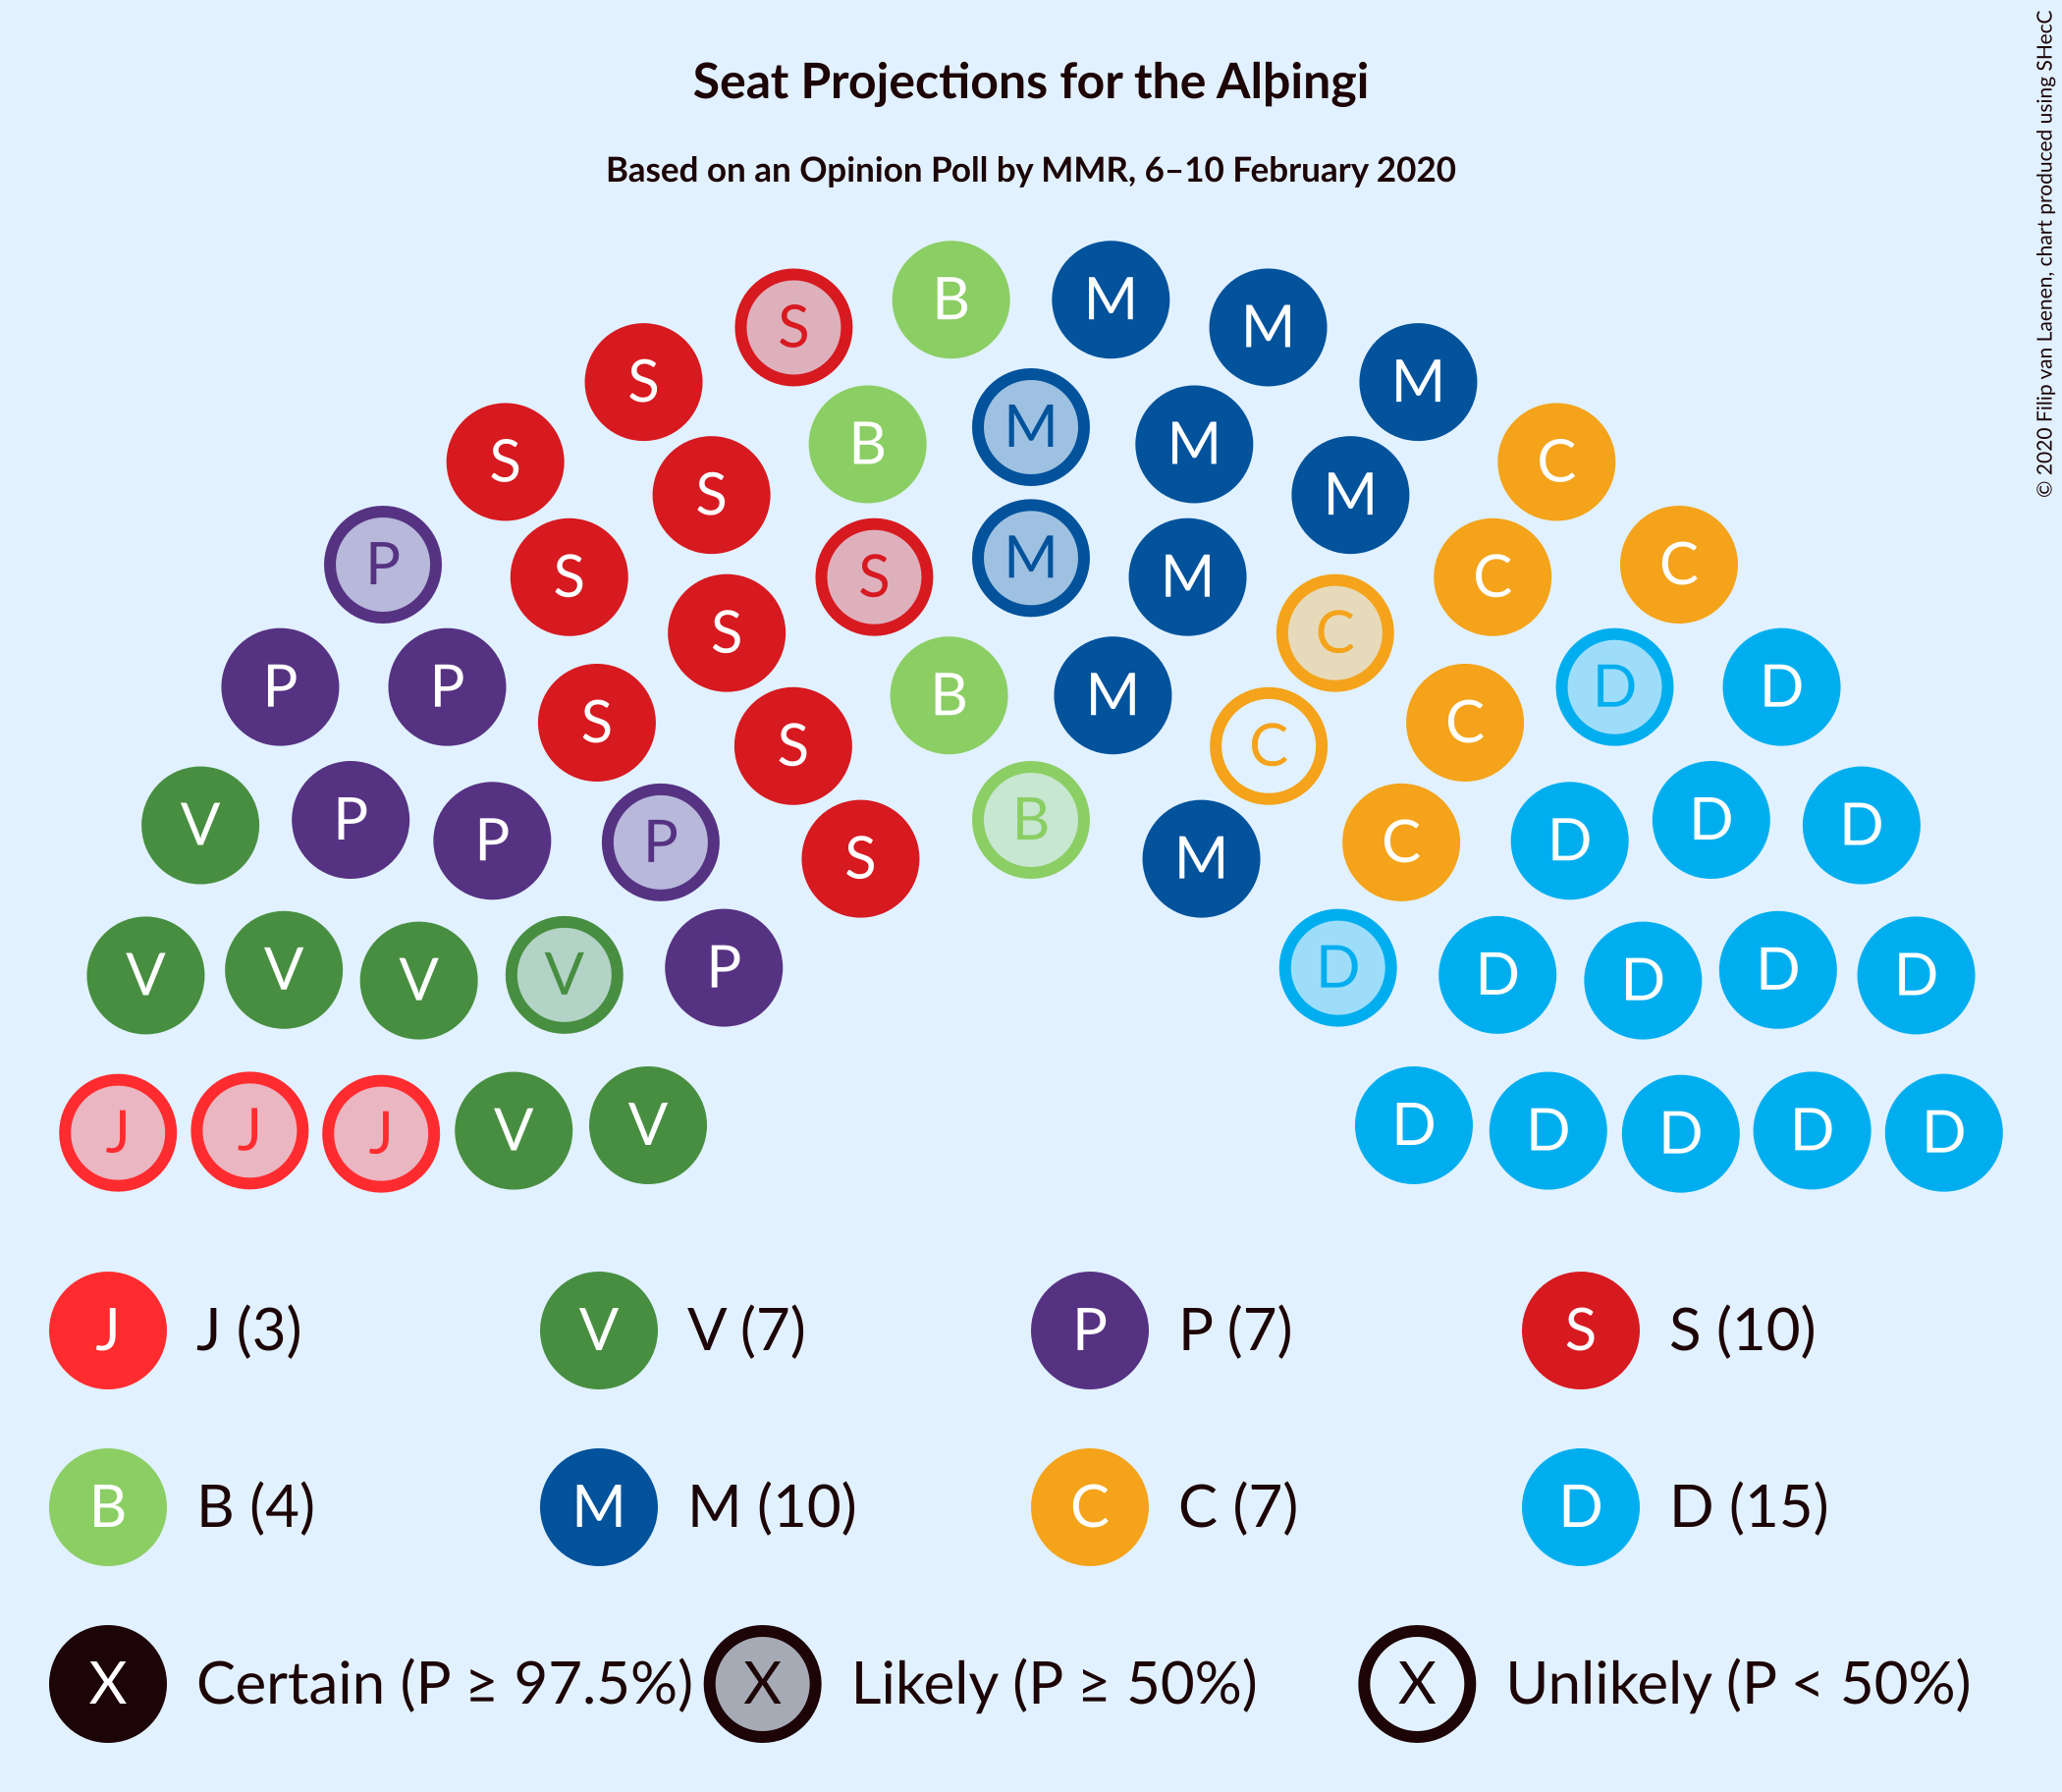 Seat Projections for the Alþingi
Based on an Opinion Poll by MMR, 6–10 February 2020
© 2020 Filip van Laenen, chart produced using SHecC
B M
S M
S M
M
B M
S C
S M
S M
P C
S S M C
S C
P P B M C D D
S C
S C
P B D
V P P C D D
S M
V V V V P D D D D D
J J J V V D D D D D
J J (3) V V (7) P P (7) S S (10)
B B (4) M M (10) C C (7) D D (15)
X Certain (P ≥ 97.5%) X Likely (P ≥ 50%) X Unlikely (P < 50%)